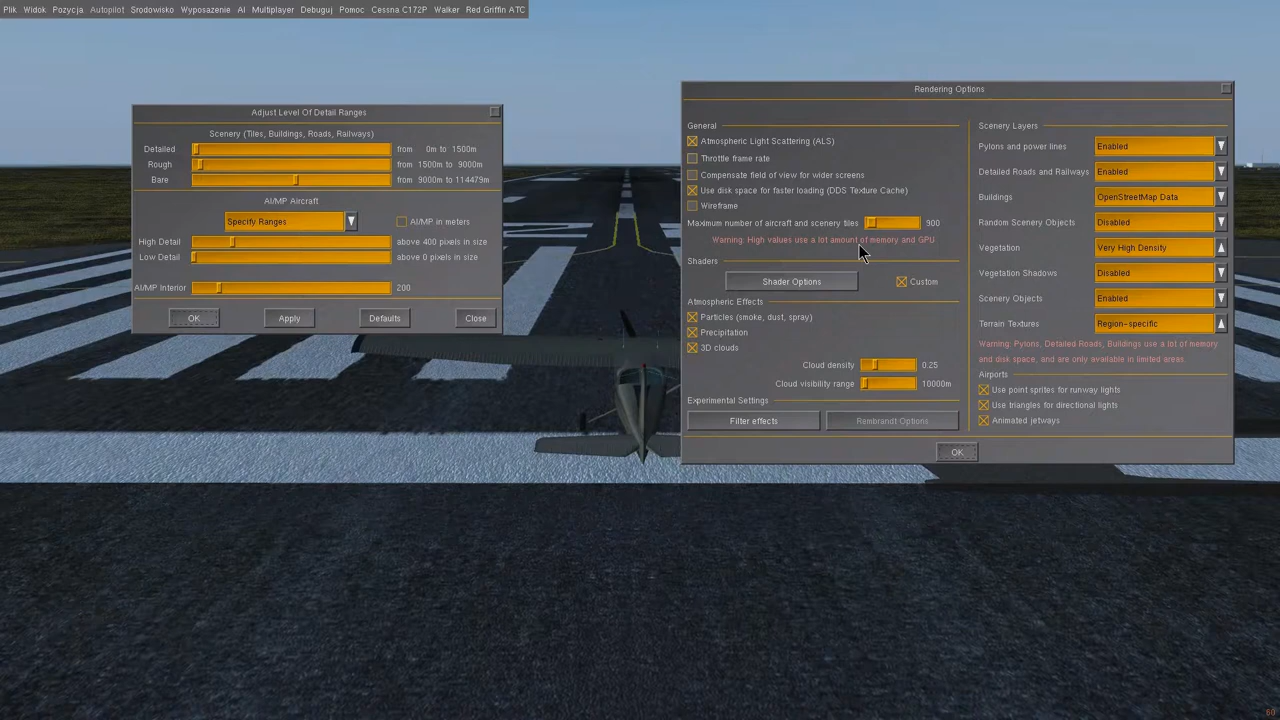 Plik Widok Pozycja Autopilot Środowisko Wyposażenie AI Multiplayer Debuguj Pomoc Cessna C172P Walker Red Griffin ATC
Adjust Level Of Detail Ranges
Scenery (Tiles, Buildings, Roads, Railways)
Detailed from 0m to 1500m
Rough from 1500m to 9000m
Bare from 9000m to 114479m
AI/MP Aircraft
Specify Ranges AI/MP in meters
High Detail above 400 pixels in size
Low Detail above 0 pixels in size
AI/MP Interior 200
OK Apply Defaults Close
Rendering Options
General
Atmospheric Light Scattering (ALS)
Throttle frame rate
Compensate field of view for wider screens
Use disk space for faster loading (DDS Texture Cache)
Wireframe
Maximum number of aircraft and scenery tiles 900
Warning: High values use a lot amount of memory and GPU
Shaders
Shader Options Custom
Atmospheric Effects
Particles (smoke, dust, spray)
Precipitation
3D clouds
Cloud density 0.25
Cloud visibility range 10000m
Experimental Settings
Filter effects Rembrandt Options
Scenery Layers
Pylons and power lines Enabled
Detailed Roads and Railways Enabled
Buildings OpenStreetMap Data
Random Scenery Objects Disabled
Vegetation Very High Density
Vegetation Shadows Disabled
Scenery Objects Enabled
Terrain Textures Region-specific
Warning: Pylons, Detailed Roads, Buildings use a lot of memory
and disk space, and are only available in limited areas.
Airports
Use point sprites for runway lights
Use triangles for directional lights
Animated jetways
OK
60